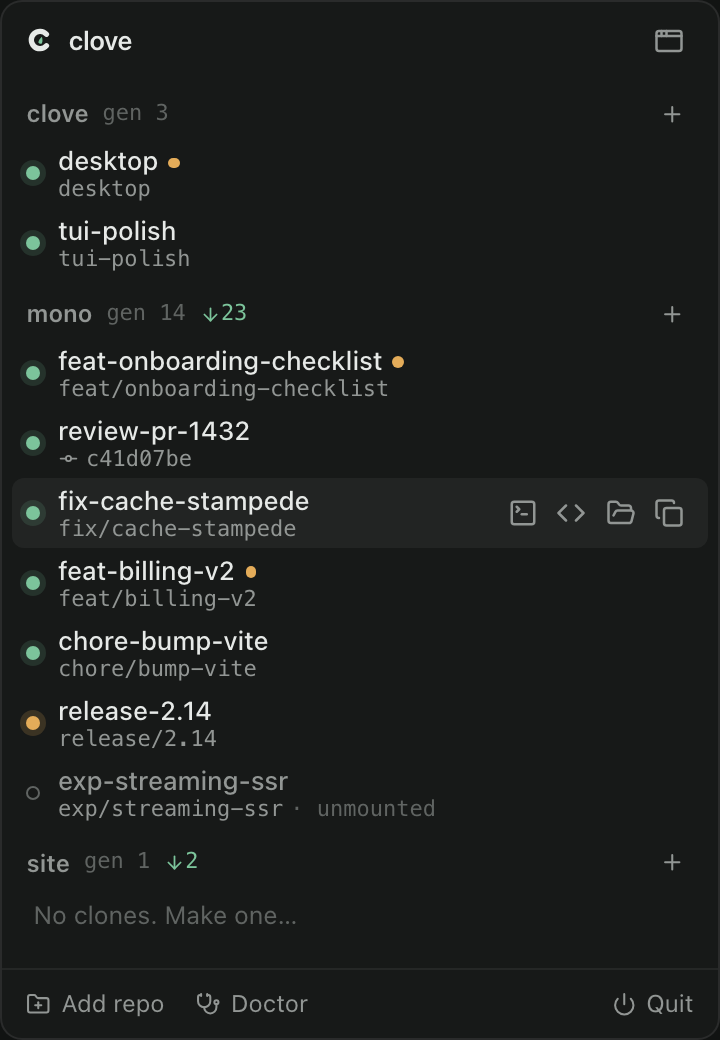 clove
clove gen 3 +
desktop
desktop
tui-polish
tui-polish
mono gen 14 ↓23 +
feat-onboarding-checklist
feat/onboarding-checklist
review-pr-1432
c41d07be
fix-cache-stampede
fix/cache-stampede
feat-billing-v2
feat/billing-v2
chore-bump-vite
chore/bump-vite
release-2.14
release/2.14
exp-streaming-ssr
exp/streaming-ssr · unmounted
site gen 1 ↓2 +
No clones. Make one…
Add repo Doctor Quit